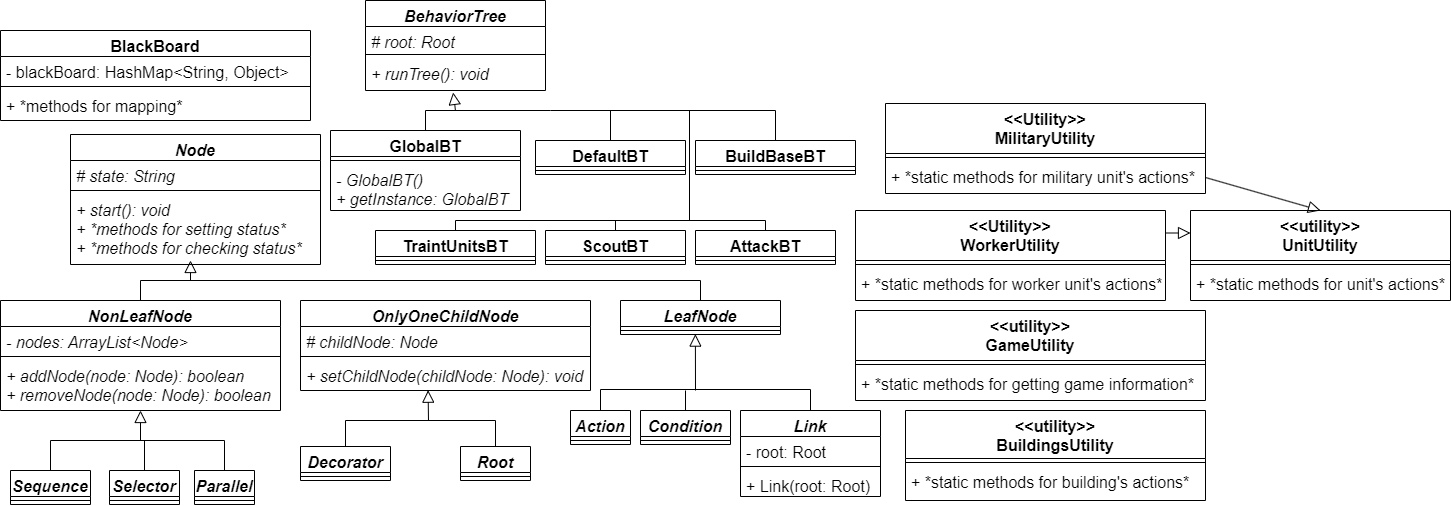 BehaviorTree
# root: Root
+ runTree(): void
BlackBoard
- blackBoard: HashMap<String, Object>
+ *methods for mapping*
Node
# state: String
+ start(): void
+ *methods for setting status*
+ *methods for checking status*
GlobalBT
- GlobalBT()
+ getInstance: GlobalBT
DefaultBT
BuildBaseBT
TraintUnitsBT
ScoutBT
AttackBT
<<Utility>>
MilitaryUtility
+ *static methods for military unit's actions*
<<Utility>>
WorkerUtility
+ *static methods for worker unit's actions*
<<utility>>
UnitUtility
+ *static methods for unit's actions*
<<utility>>
GameUtility
+ *static methods for getting game information*
<<utility>>
BuildingsUtility
+ *static methods for building's actions*
NonLeafNode
- nodes: ArrayList<Node>
+ addNode(node: Node): boolean
+ removeNode(node: Node): boolean
OnlyOneChildNode
# childNode: Node
+ setChildNode(childNode: Node): void
LeafNode
Action
Condition
Link
- root: Root
+ Link(root: Root)
Decorator
Root
Sequence
Selector
Parallel